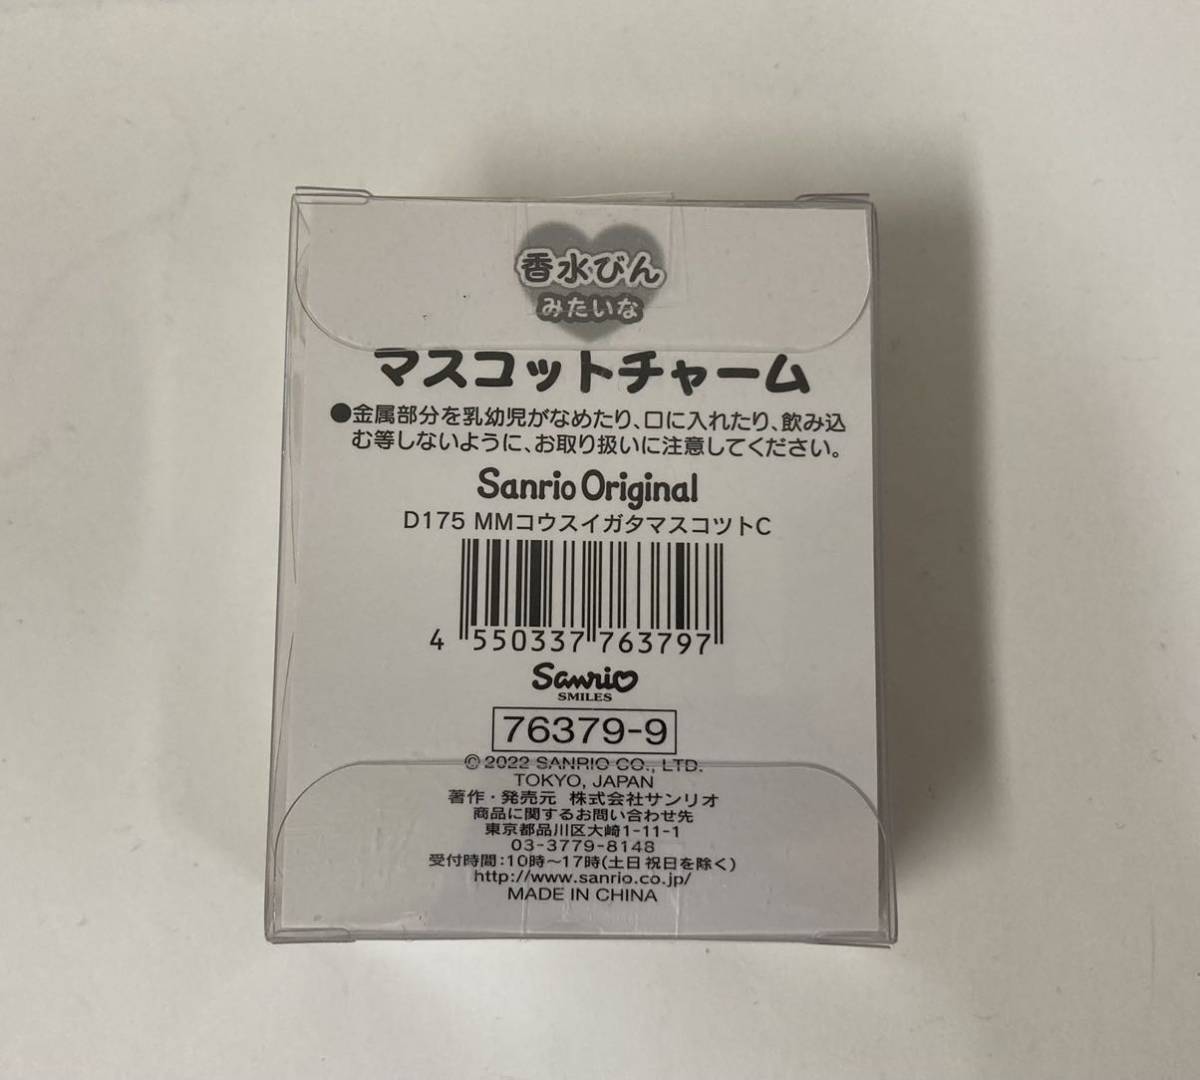 香水びん
みたいな
マスコットチャーム
●金属部分を乳幼児がなめたり、口に入れたり、飲み込
む等しないように、お取り扱いに注意してください。
Sanrio Original
D175 MMコウスイガタマスコツトC
4 550337 763797
Sanrio
SMILES
76379-9
© 2022 SANRIO CO., LTD.
TOKYO, JAPAN
著作・発売元 株式会社サンリオ
商品に関するお問い合わせ先
東京都品川区大崎1-11-1
03-3779-8148
受付時間:10時〜17時(土日祝日を除く)
http://www.sanrio.co.jp/
MADE IN CHINA